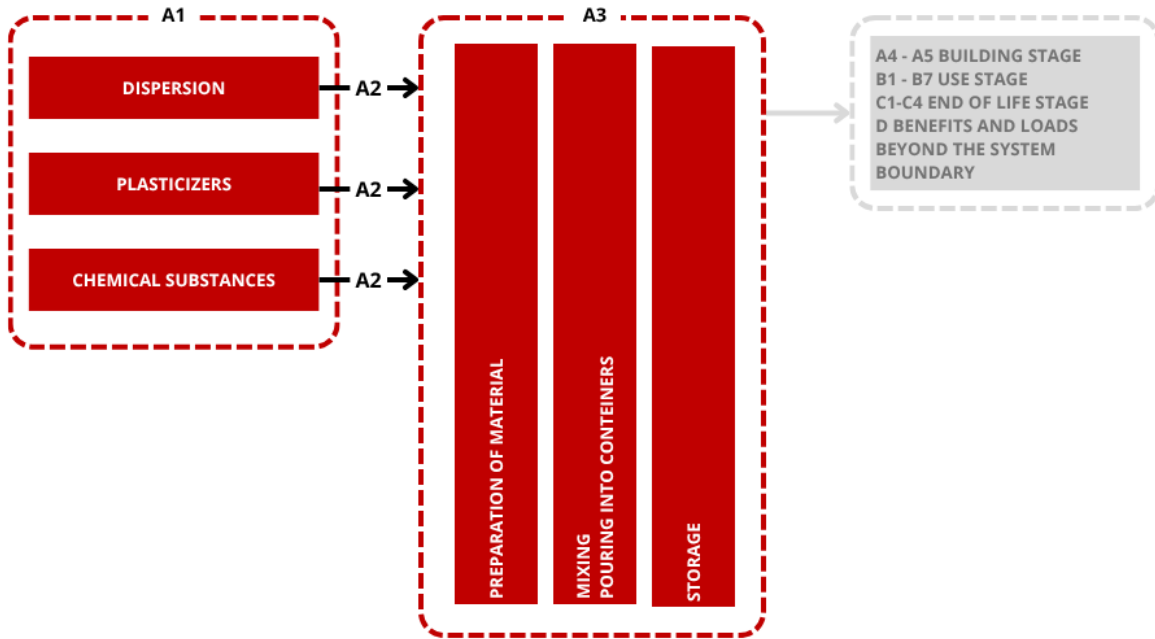 A1
DISPERSION
PLASTICIZERS
CHEMICAL SUBSTANCES
A2
A2
A2
A3
PREPARATION OF MATERIAL
MIXING
POURING INTO CONTEINERS
STORAGE
A4 - A5 BUILDING STAGE
B1 - B7 USE STAGE
C1-C4 END OF LIFE STAGE
D BENEFITS AND LOADS
BEYOND THE SYSTEM
BOUNDARY